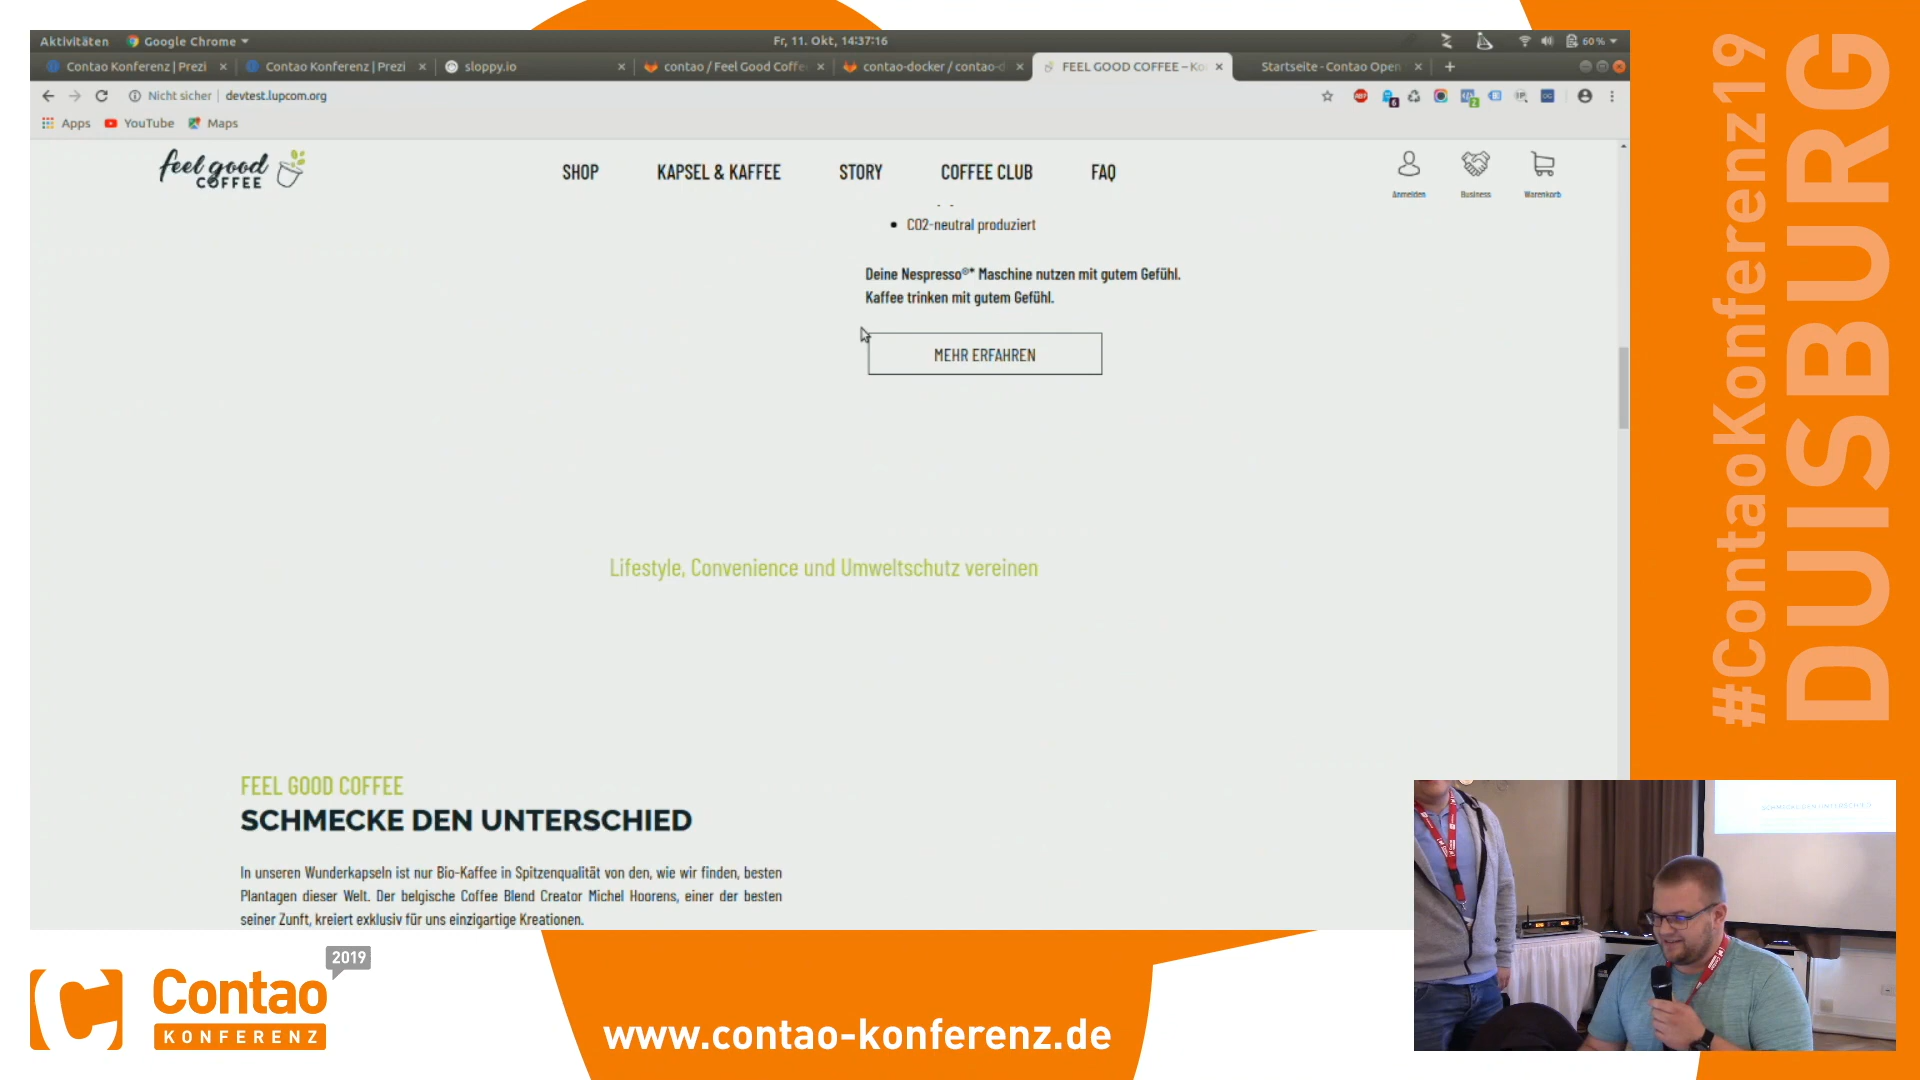 Aktivitäten
Google Chrome
Fr, 11. Okt, 14:37:16
60 %
Contao Konferenz | Prezi
Contao Konferenz | Prezi
sloppy.io
contao / Feel Good Coffe
contao-docker / contao-d
FEEL GOOD COFFEE – Ko
Startseite - Contao Open
Nicht sicher
devtest.lupcom.org
Apps
YouTube
Maps
feel good
COFFEE
SHOP
KAPSEL & KAFFEE
STORY
COFFEE CLUB
FAQ
Anmelden
Business
Warenkorb
CO2-neutral produziert
Deine Nespresso®* Maschine nutzen mit gutem Gefühl.
Kaffee trinken mit gutem Gefühl.
MEHR ERFAHREN
Lifestyle, Convenience und Umweltschutz vereinen
FEEL GOOD COFFEE
SCHMECKE DEN UNTERSCHIED
In unseren Wunderkapseln ist nur Bio-Kaffee in Spitzenqualität von den, wie wir finden, besten
Plantagen dieser Welt. Der belgische Coffee Blend Creator Michel Hoorens, einer der besten
seiner Zunft, kreiert exklusiv für uns einzigartige Kreationen.
#ContaoKonferenz19
DUISBURG
SCHMECKE DEN UNTERSCHIED
2019
Contao
KONFERENZ
www.contao-konferenz.de